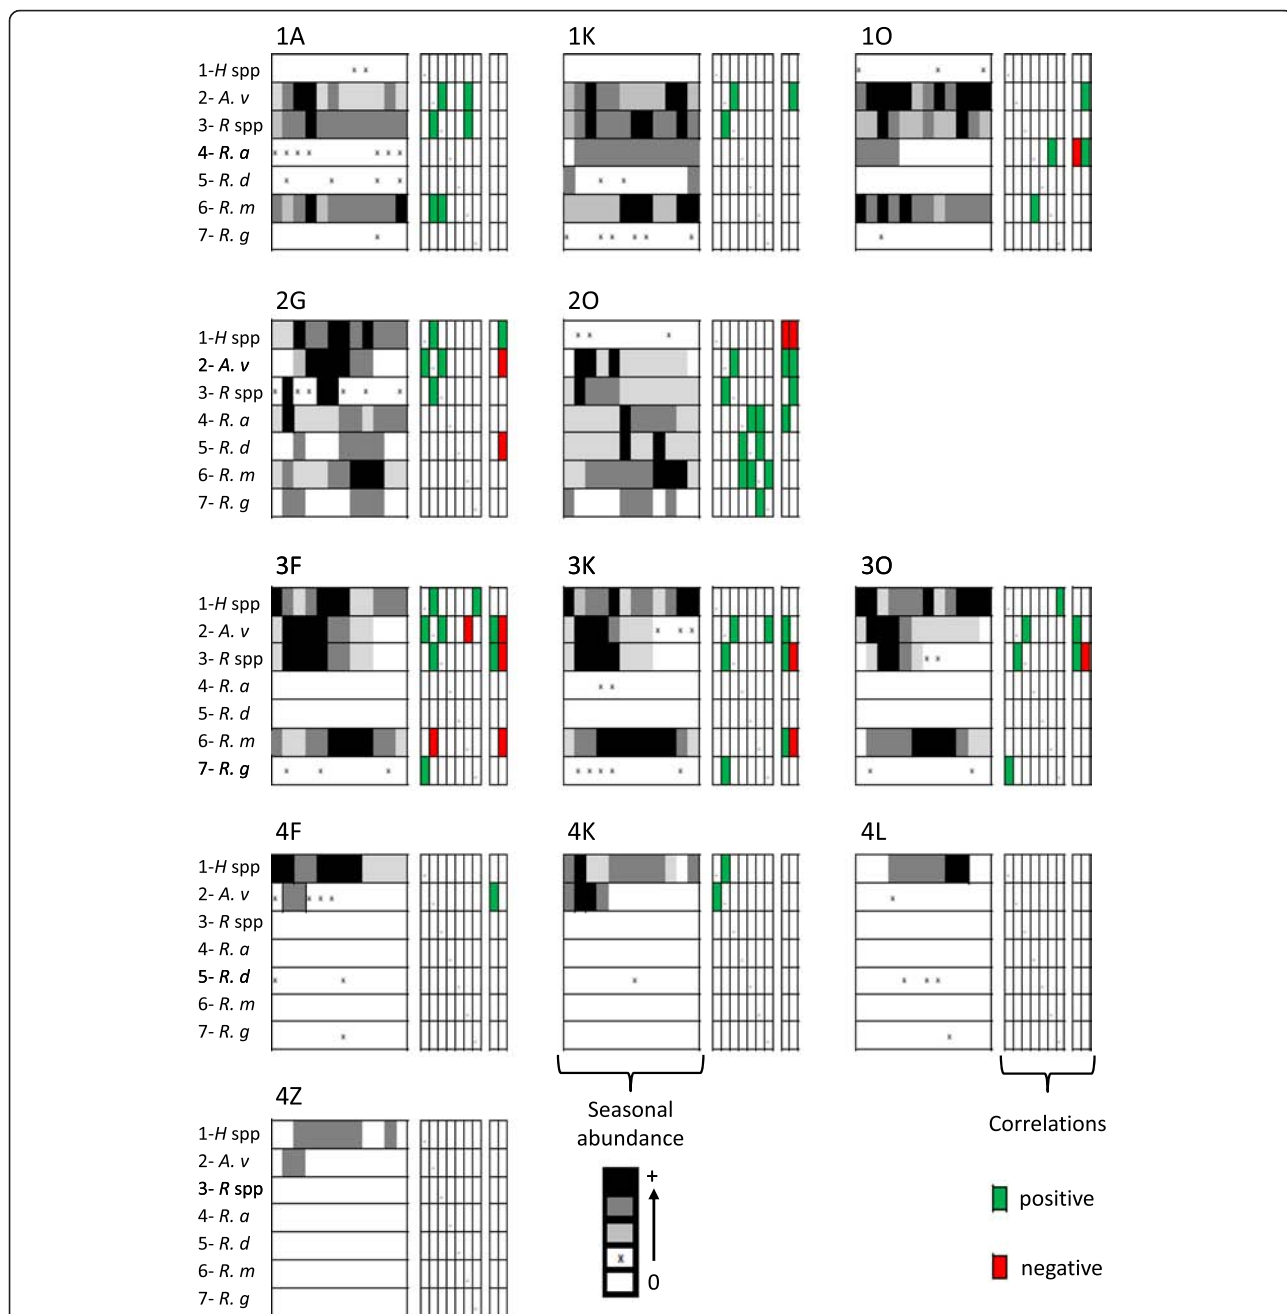 1A 1K 1O
1-H spp
2- A. v
3- R spp
4- R. a
5- R. d
6- R. m
7- R. g
2G 2O
1-H spp
2- A. v
3- R spp
4- R. a
5- R. d
6- R. m
7- R. g
3F 3K 3O
1-H spp
2- A. v
3- R spp
4- R. a
5- R. d
6- R. m
7- R. g
4F 4K 4L
1-H spp
2- A. v
3- R spp
4- R. a
5- R. d
6- R. m
7- R. g
4Z
1-H spp
2- A. v
3- R spp
4- R. a
5- R. d
6- R. m
7- R. g
Seasonal
abundance
+
x
0
Correlations
positive
negative